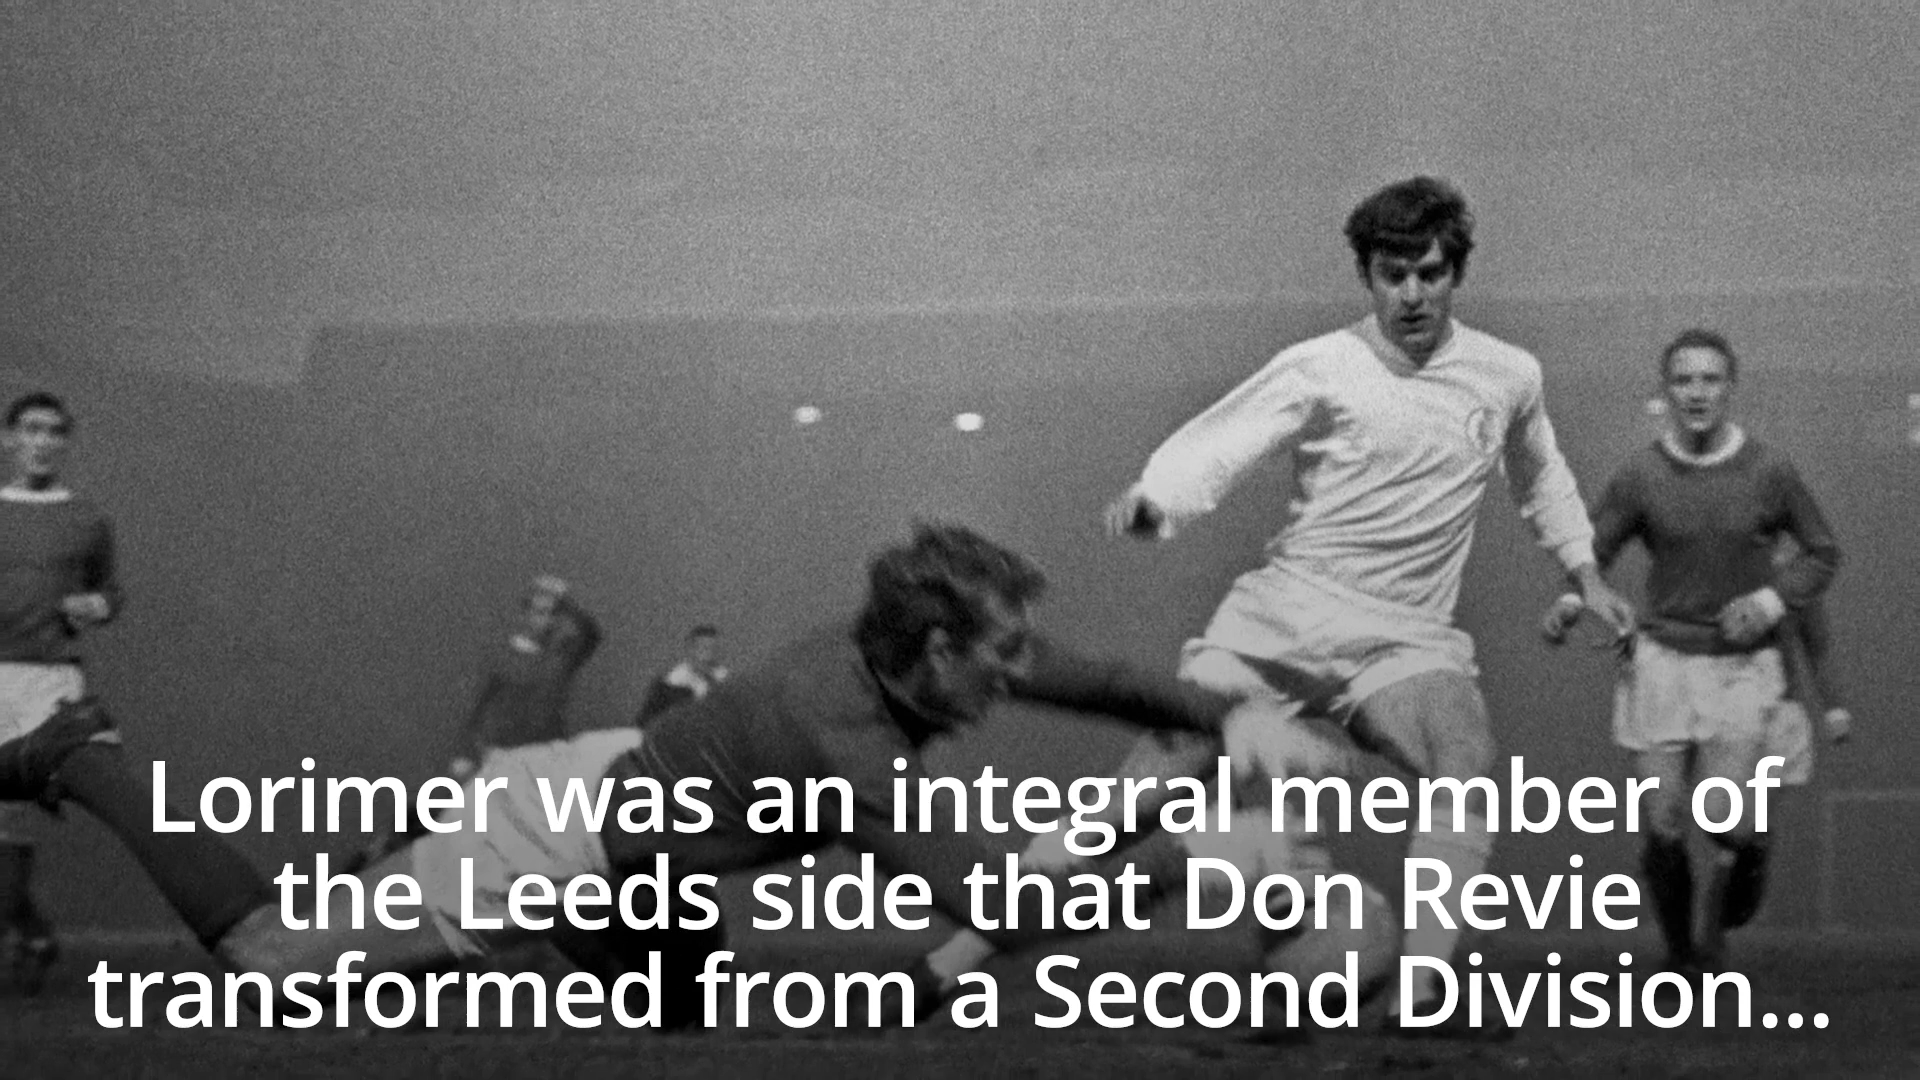 Lorimer was an integral member of
the Leeds side that Don Revie
transformed from a Second Division...